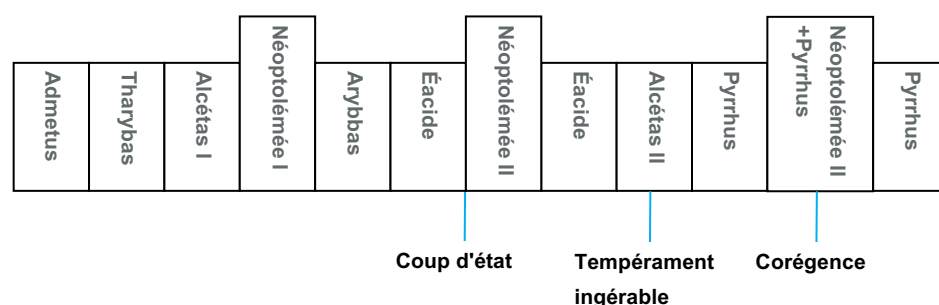 Admetus
Tharybas
Alcétas I
Néoptolémée I
Arybbas
Éacide
Néoptolémée II
Éacide
Alcétas II
Pyrrhus
Néoptolémée II
+Pyrrhus
Pyrrhus
Coup d'état
Tempérament
ingérable
Corégence